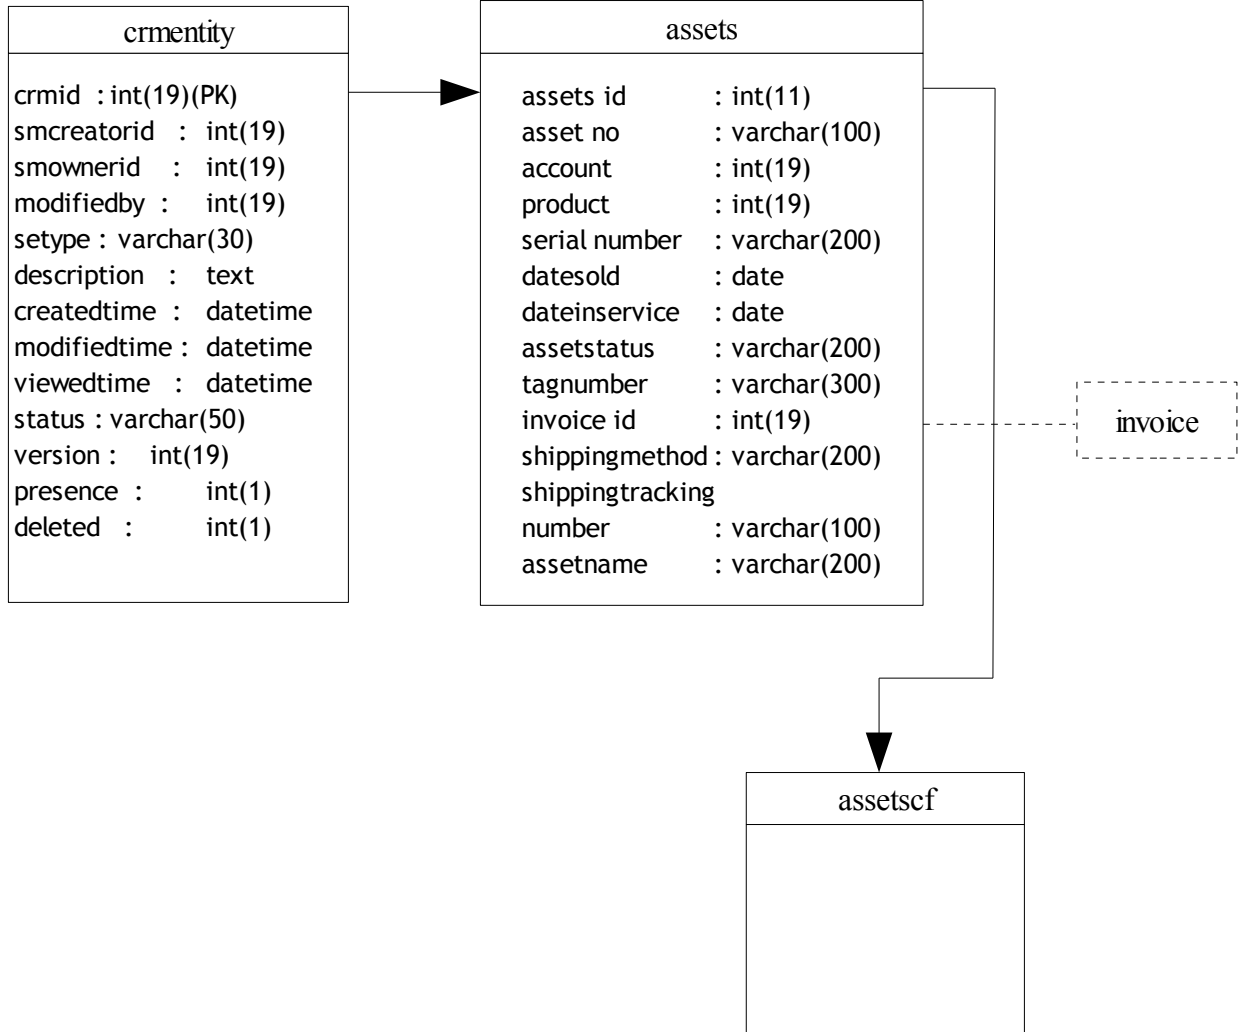 crmentity
crmid : int(19)(PK)
smcreatorid : int(19)
smownerid : int(19)
modifiedby : int(19)
setype : varchar(30)
description : text
createdtime : datetime
modifiedtime : datetime
viewedtime : datetime
status : varchar(50)
version : int(19)
presence : int(1)
deleted : int(1)
assets
assets id : int(11)
asset no : varchar(100)
account : int(19)
product : int(19)
serial number : varchar(200)
datesold : date
dateinservice : date
assetstatus : varchar(200)
tagnumber : varchar(300)
invoice id : int(19)
shippingmethod : varchar(200)
shippingtracking
number : varchar(100)
assetname : varchar(200)
invoice
assetscf